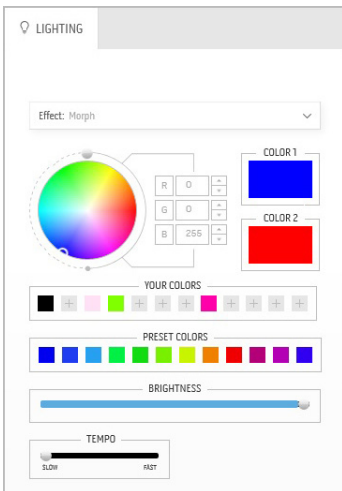 LIGHTING
Effect: Morph
COLOR 1
R 0
G 0
B 255
COLOR 2
YOUR COLORS
PRESET COLORS
BRIGHTNESS
TEMPO
SLOW FAST